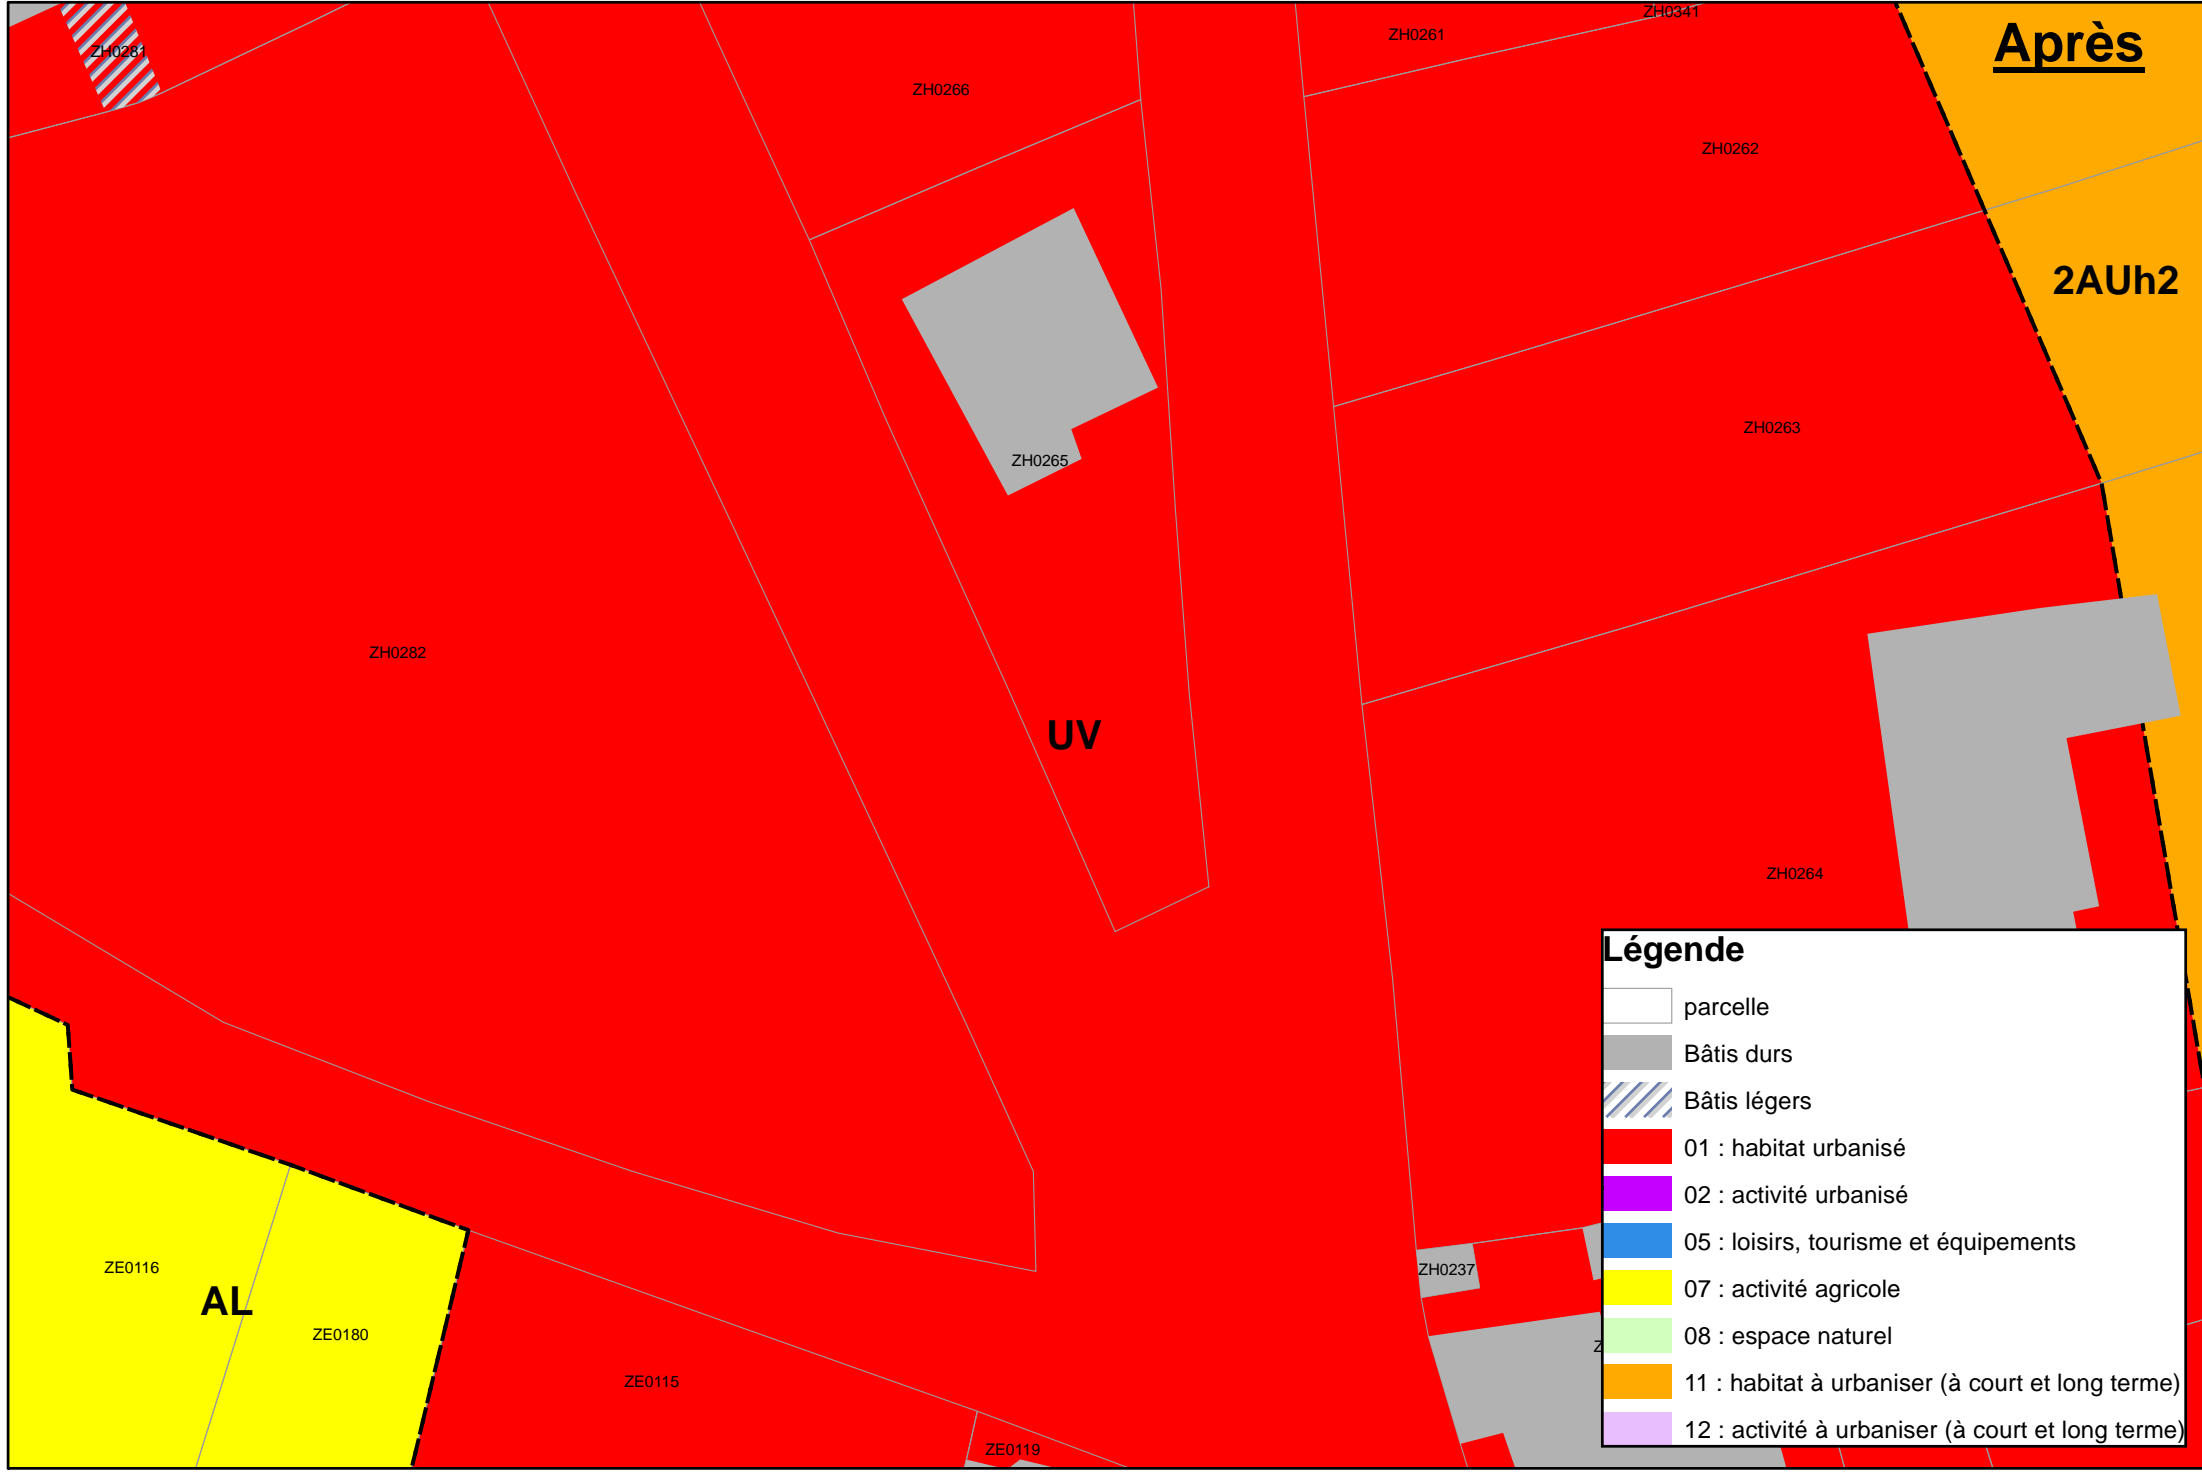 ZH0341
ZH0261
Après
ZH0281
ZH0266
ZH0262
2AUh2
ZH0263
ZH0265
ZH0282
UV
ZH0264
Légende
parcelle
Bâtis durs
Bâtis légers
01 : habitat urbanisé
02 : activité urbanisé
05 : loisirs, tourisme et équipements
07 : activité agricole
08 : espace naturel
11 : habitat à urbaniser (à court et long terme)
12 : activité à urbaniser (à court et long terme)
ZE0116
ZH0237
AL
ZE0180
ZE0115
ZE0119